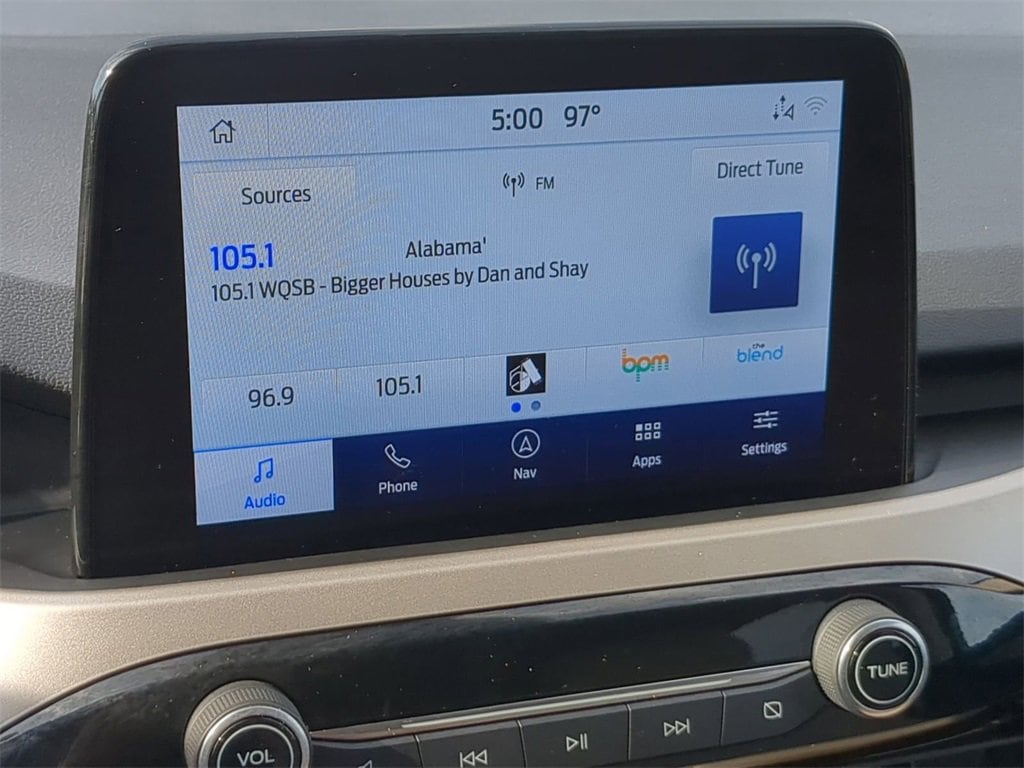 5:00 97°
Sources
FM
Direct Tune
105.1
Alabama'
105.1 WQSB - Bigger Houses by Dan and Shay
96.9
105.1
bpm
the blend
Audio
Phone
Nav
Apps
Settings
VOL
TUNE